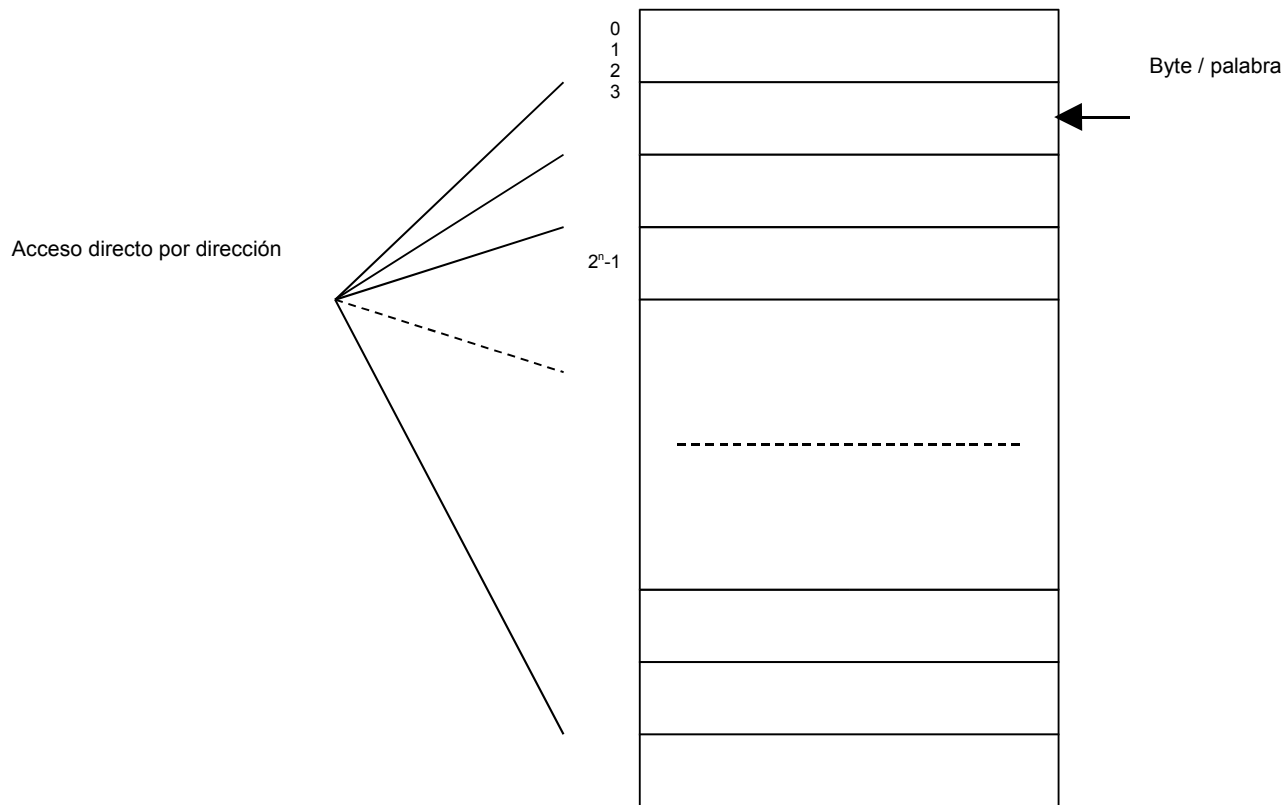 0
1
2
3
Byte / palabra
Acceso directo por dirección
2ⁿ-1